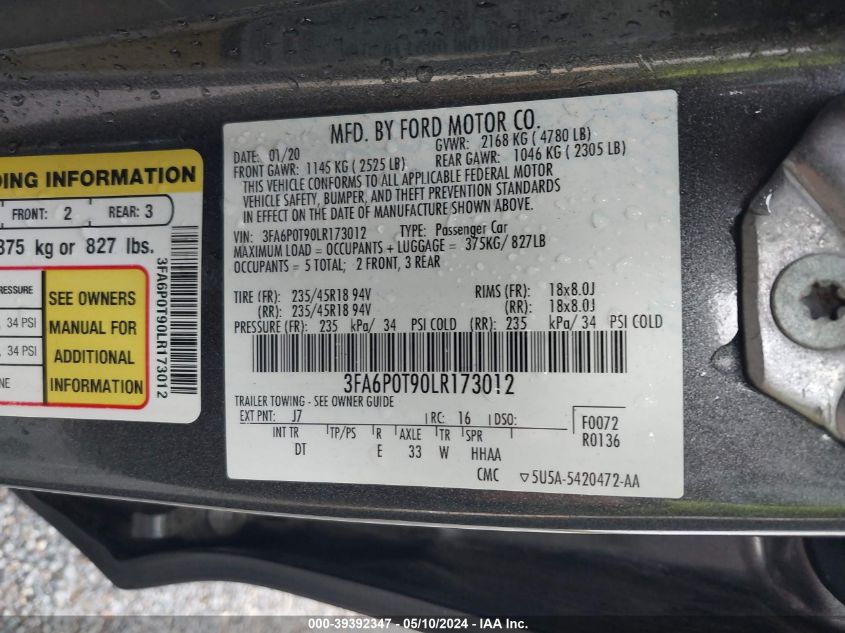 MFD. BY FORD MOTOR CO.
DATE: 01/20 GVWR: 2168 KG ( 4780 LB)
FRONT GAWR: 1145 KG ( 2525 LB) REAR GAWR: 1046 KG ( 2305 LB)
THIS VEHICLE CONFORMS TO ALL APPLICABLE FEDERAL MOTOR
VEHICLE SAFETY, BUMPER, AND THEFT PREVENTION STANDARDS
IN EFFECT ON THE DATE OF MANUFACTURE SHOWN ABOVE.
VIN: 3FA6P0T90LR173012 TYPE: Passenger Car
MAXIMUM LOAD = OCCUPANTS + LUGGAGE = 375KG/ 827LB
OCCUPANTS = 5 TOTAL; 2 FRONT, 3 REAR
TIRE (FR): 235/45R18 94V RIMS (FR): 18x8.0J
(RR): 235/45R18 94V (RR): 18x8.0J
PRESSURE (FR): 235 kPa/ 34 PSI COLD (RR): 235 kPa/ 34 PSI COLD
3FA6P0T90LR173012
TRAILER TOWING - SEE OWNER GUIDE
EXT PNT: J7 RC: 16 DSO: F0072
INT TR TP/PS R AXLE TR SPR R0136
DT E 33 W HHAA
CMC ▽5U5A-5420472-AA
ING INFORMATION
FRONT: 2 REAR: 3
375 kg or 827 lbs.
34 PSI
34 PSI
SEE OWNERS
MANUAL FOR
ADDITIONAL
INFORMATION
3FA6P0T90LR173012
000-39392347 - 05/10/2024 - IAA Inc.